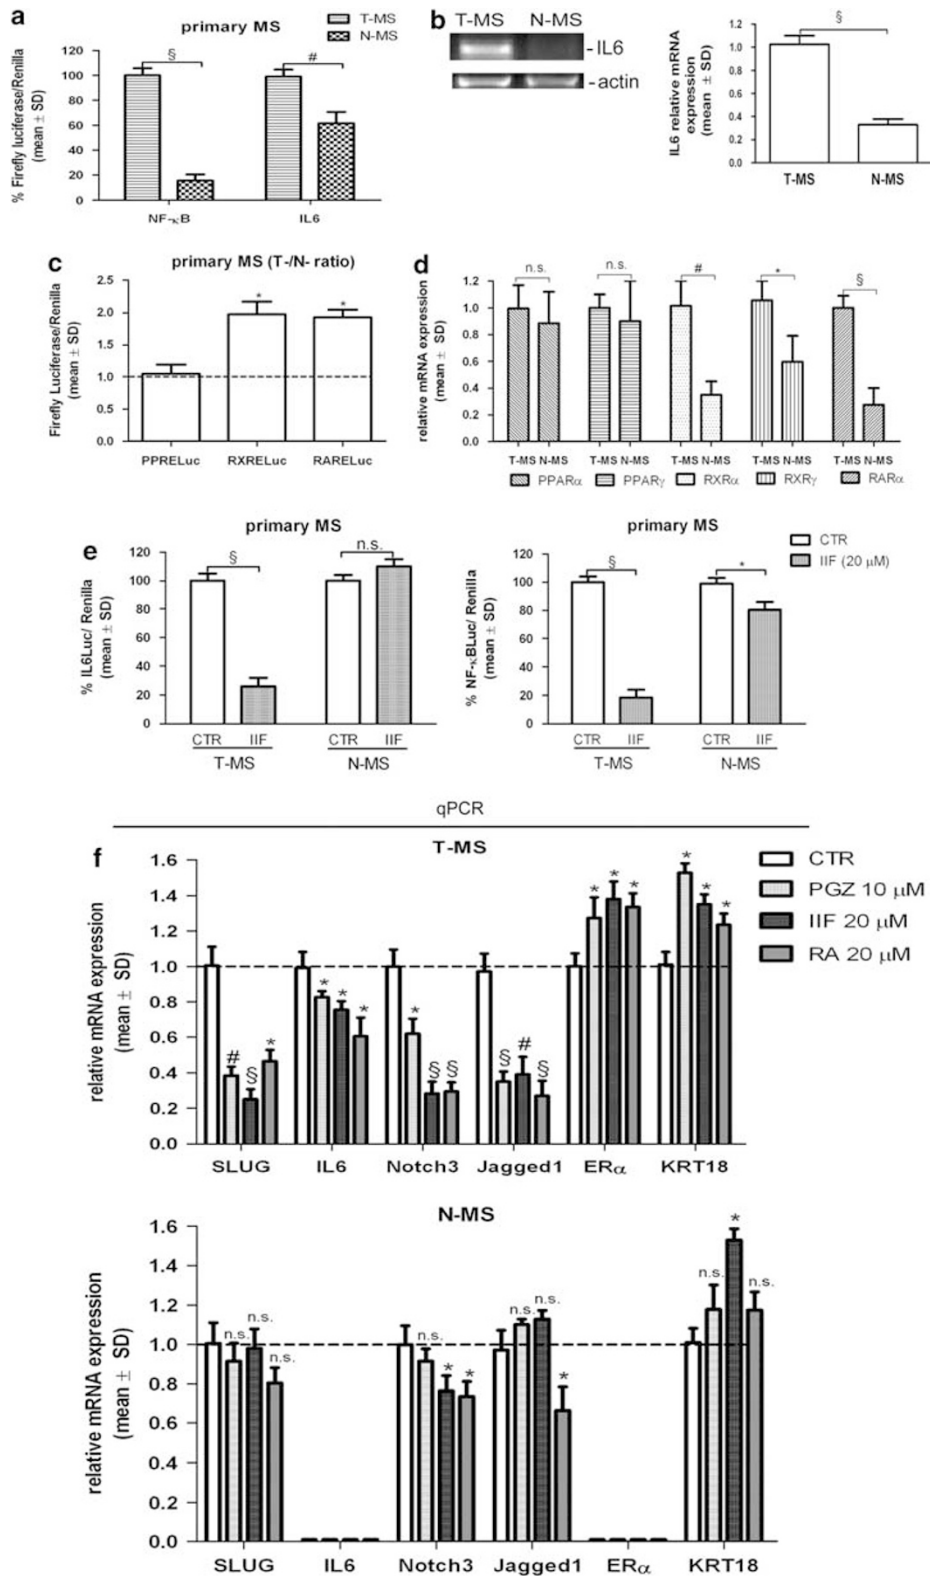 a
primary MS
T-MS
N-MS
% Firefly luciferase/Renilla
(mean ± SD)
120
100
80
60
40
20
0
§
#
NF-κB
IL6
b
T-MS N-MS
-IL6
-actin
IL6 relative mRNA
expression
(mean ± SD)
1.2
1.0
0.8
0.6
0.4
0.2
0.0
§
T-MS
N-MS
c
primary MS (T-/N- ratio)
Firefly Luciferase/Renilla
(mean ± SD)
2.5
2.0
1.5
1.0
0.5
0.0
*
*
PPRELuc
RXRELuc
RARELuc
d
relative mRNA expression
(mean ± SD)
1.2
1.0
0.8
0.6
0.4
0.2
0.0
n.s.
n.s.
#
*
§
T-MS N-MS
T-MS N-MS
T-MS N-MS
T-MS N-MS
T-MS N-MS
PPARα
PPARγ
RXRα
RXRγ
RARα
e
primary MS
% IL6Luc/ Renilla
(mean ± SD)
120
100
80
60
40
20
0
§
n.s.
CTR
IIF
CTR
IIF
T-MS
N-MS
primary MS
CTR
IIF (20 μM)
% NF-κBLuc/ Renilla
(mean ± SD)
120
100
80
60
40
20
0
§
*
CTR
IIF
CTR
IIF
T-MS
N-MS
qPCR
f
T-MS
CTR
PGZ 10 μM
IIF 20 μM
RA 20 μM
relative mRNA expression
(mean ± SD)
1.6
1.4
1.2
1.0
0.8
0.6
0.4
0.2
0.0
# § *
* * *
* § §
§ # §
* * *
* * *
SLUG
IL6
Notch3
Jagged1
ERα
KRT18
N-MS
relative mRNA expression
(mean ± SD)
1.6
1.4
1.2
1.0
0.8
0.6
0.4
0.2
0.0
n.s. n.s. n.s.
n.s. * *
n.s. n.s. *
n.s. * n.s.
SLUG
IL6
Notch3
Jagged1
ERα
KRT18